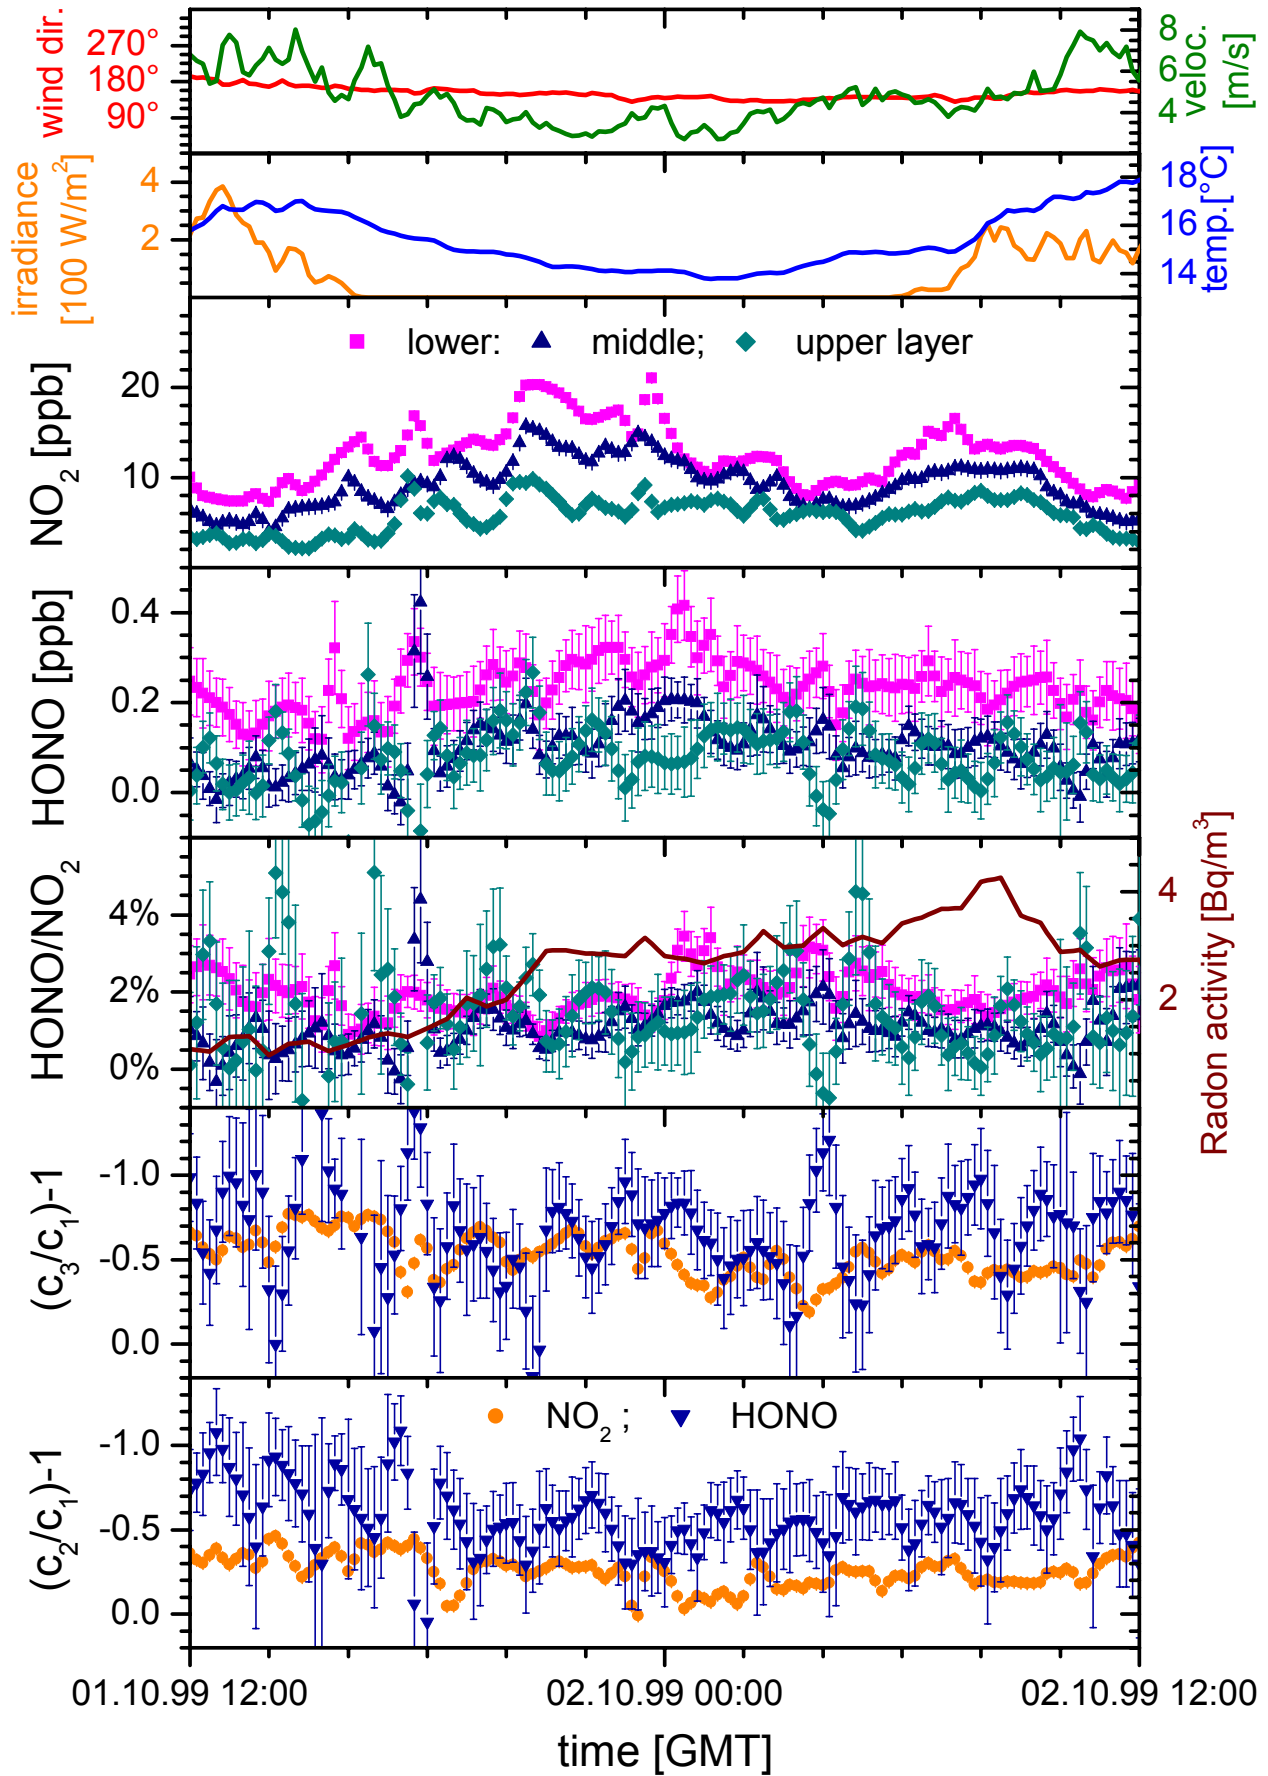 wind dir.
270°
180°
90°
8
6
4
veloc.
[m/s]
irradiance
[100 W/m²]
4
2
18
16
14
temp.[°C]
NO₂ [ppb]
20
10
lower: middle; upper layer
HONO [ppb]
0.4
0.2
0.0
HONO/NO₂
4%
2%
0%
4
2
Radon activity [Bq/m³]
(c₃/c₁)-1
-1.0
-0.5
0.0
(c₂/c₁)-1
-1.0
-0.5
0.0
NO₂ ; HONO
01.10.99 12:00 02.10.99 00:00 02.10.99 12:00
time [GMT]